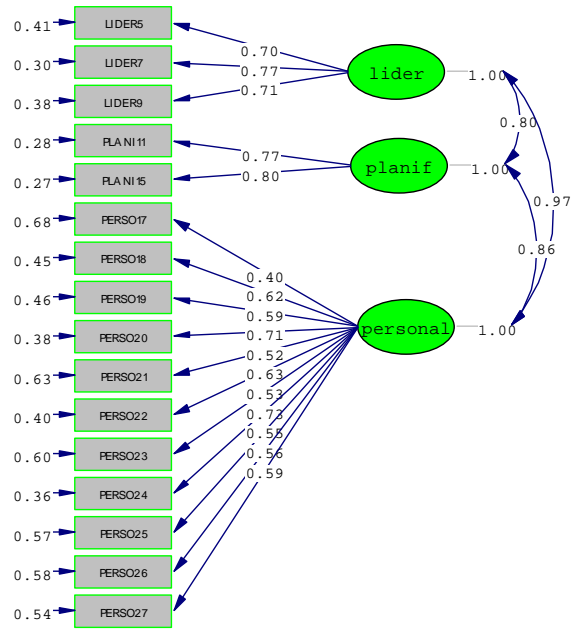 0.41 LIDER5
0.70
0.30 LIDER7
0.77
lider
1.00
0.38 LIDER9
0.71
0.80
0.28 PLANI11
0.77
planif
1.00
0.27 PLANI15
0.80
0.97
0.68 PERSO17
0.86
0.45 PERSO18
0.40
0.46 PERSO19
0.62
0.59
0.38 PERSO20
0.71
personal
1.00
0.52
0.63 PERSO21
0.63
0.40 PERSO22
0.53
0.73
0.55
0.60 PERSO23
0.56
0.59
0.36 PERSO24
0.57 PERSO25
0.58 PERSO26
0.54 PERSO27